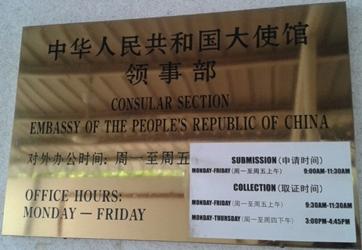 中华人民共和国大使馆
领事部
CONSULAR SECTION
EMBASSY OF THE PEOPLE'S REPUBLIC OF CHINA
对外办公时间: 周一至周五
OFFICE HOURS:
MONDAY — FRIDAY
SUBMISSION (申请时间)
MONDAY-FRIDAY (周一至周五上午) 9:00AM-11:30AM
COLLECTION (取证时间)
MONDAY-FRIDAY (周一至周五上午) 9:30AM-11:30AM
MONDAY-THURSDAY (周一至周四下午) 3:00PM-4:45PM